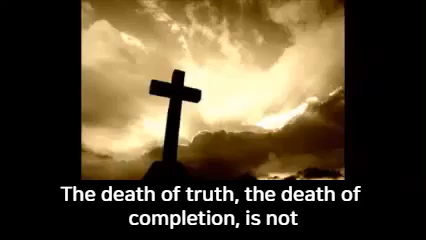 The death of truth, the death of
completion, is not